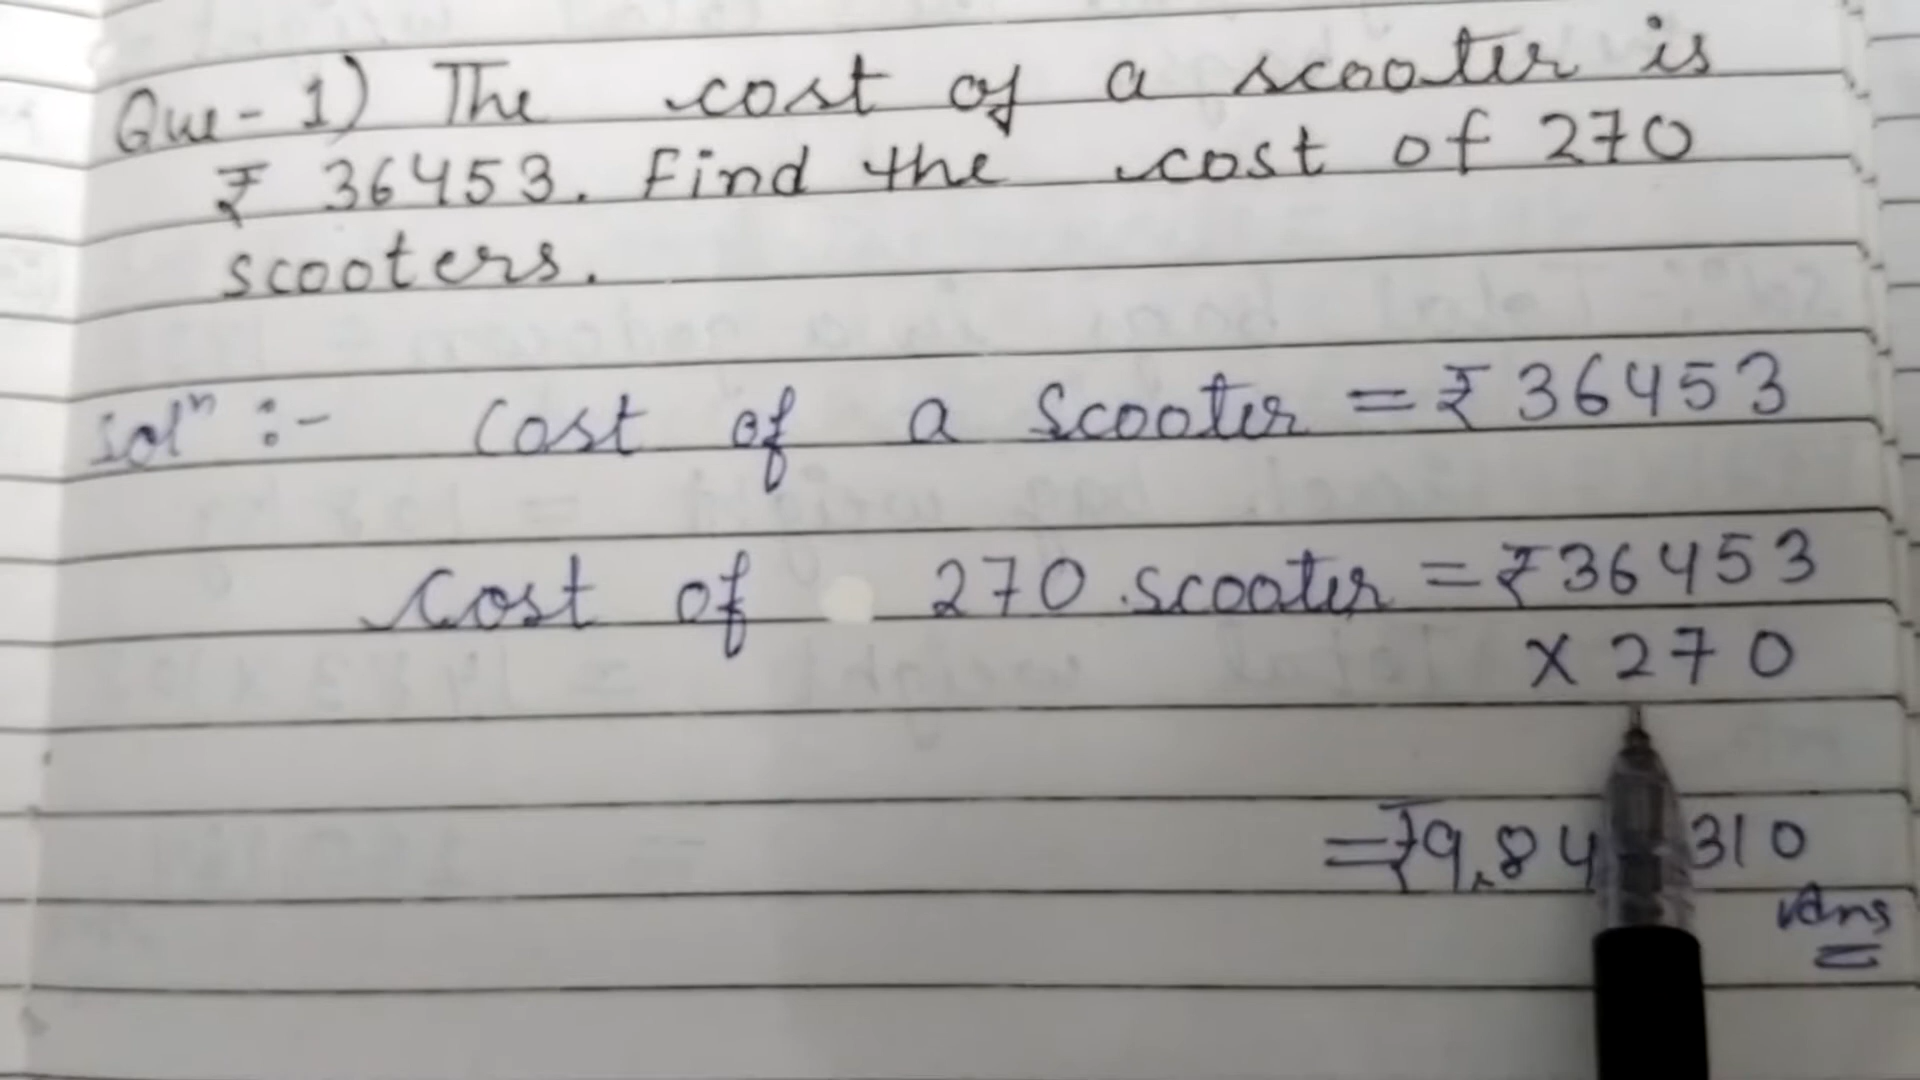 Que- 1) The cost of a scooter is
₹ 36453. Find the cost of 270
scooters.
Solⁿ :- Cost of a Scooter = ₹ 36453
Cost of 270 scooter = ₹ 36453
x 270
= ₹9,84 310
Ans